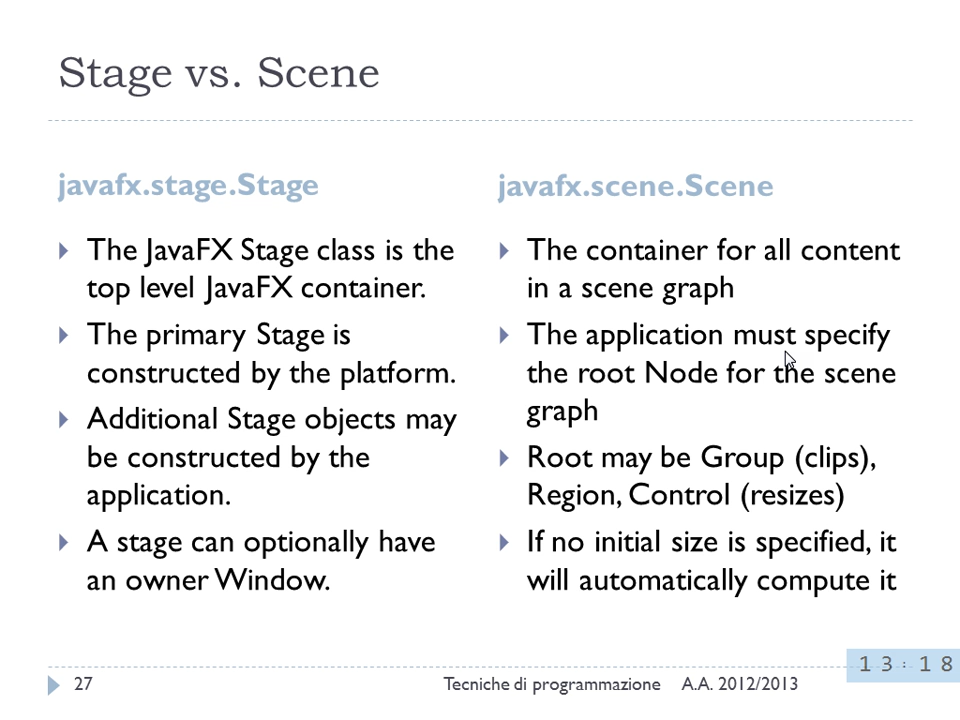 Stage vs. Scene
javafx.stage.Stage
The JavaFX Stage class is the
top level JavaFX container.
The primary Stage is
constructed by the platform.
Additional Stage objects may
be constructed by the
application.
A stage can optionally have
an owner Window.
javafx.scene.Scene
The container for all content
in a scene graph
The application must specify
the root Node for the scene
graph
Root may be Group (clips),
Region, Control (resizes)
If no initial size is specified, it
will automatically compute it
27
Tecniche di programmazione
A.A. 2012/2013
13:18